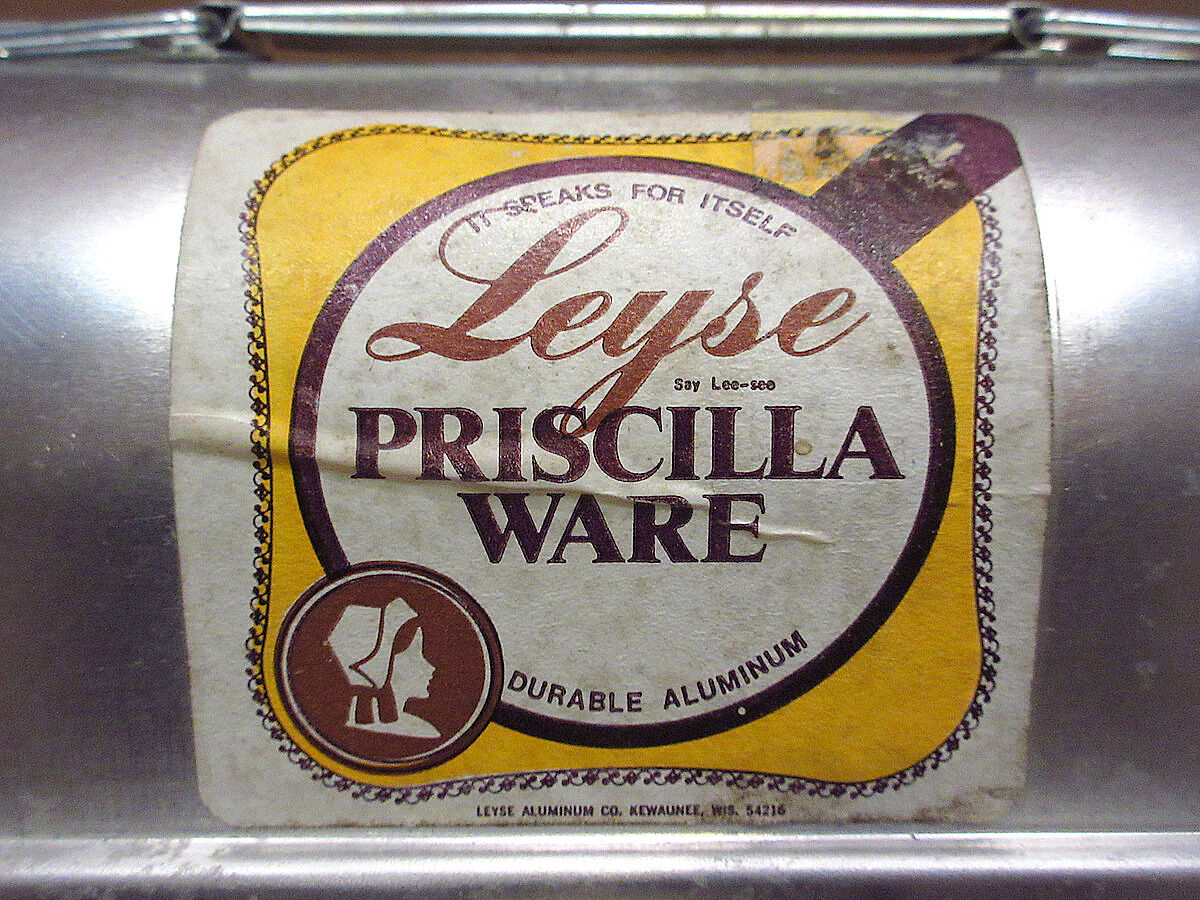 IT SPEAKS FOR ITSELF
Leyse
Say Lee-see
PRISCILLA
WARE
DURABLE ALUMINUM
LEYSE ALUMINUM CO. KEWAUNEE, WIS. 54216